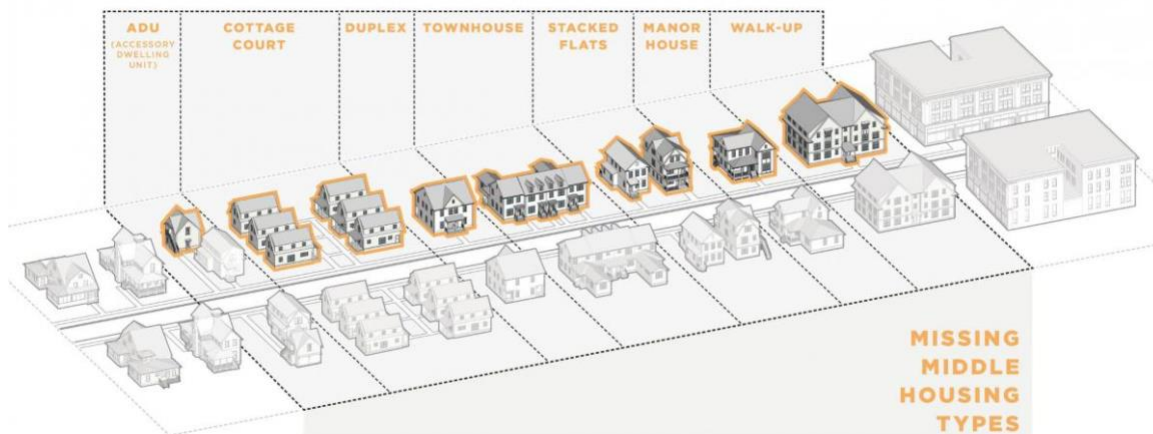 ADU
(ACCESSORY
DWELLING
UNIT)
COTTAGE
COURT
DUPLEX
TOWNHOUSE
STACKED
FLATS
MANOR
HOUSE
WALK-UP
MISSING
MIDDLE
HOUSING
TYPES